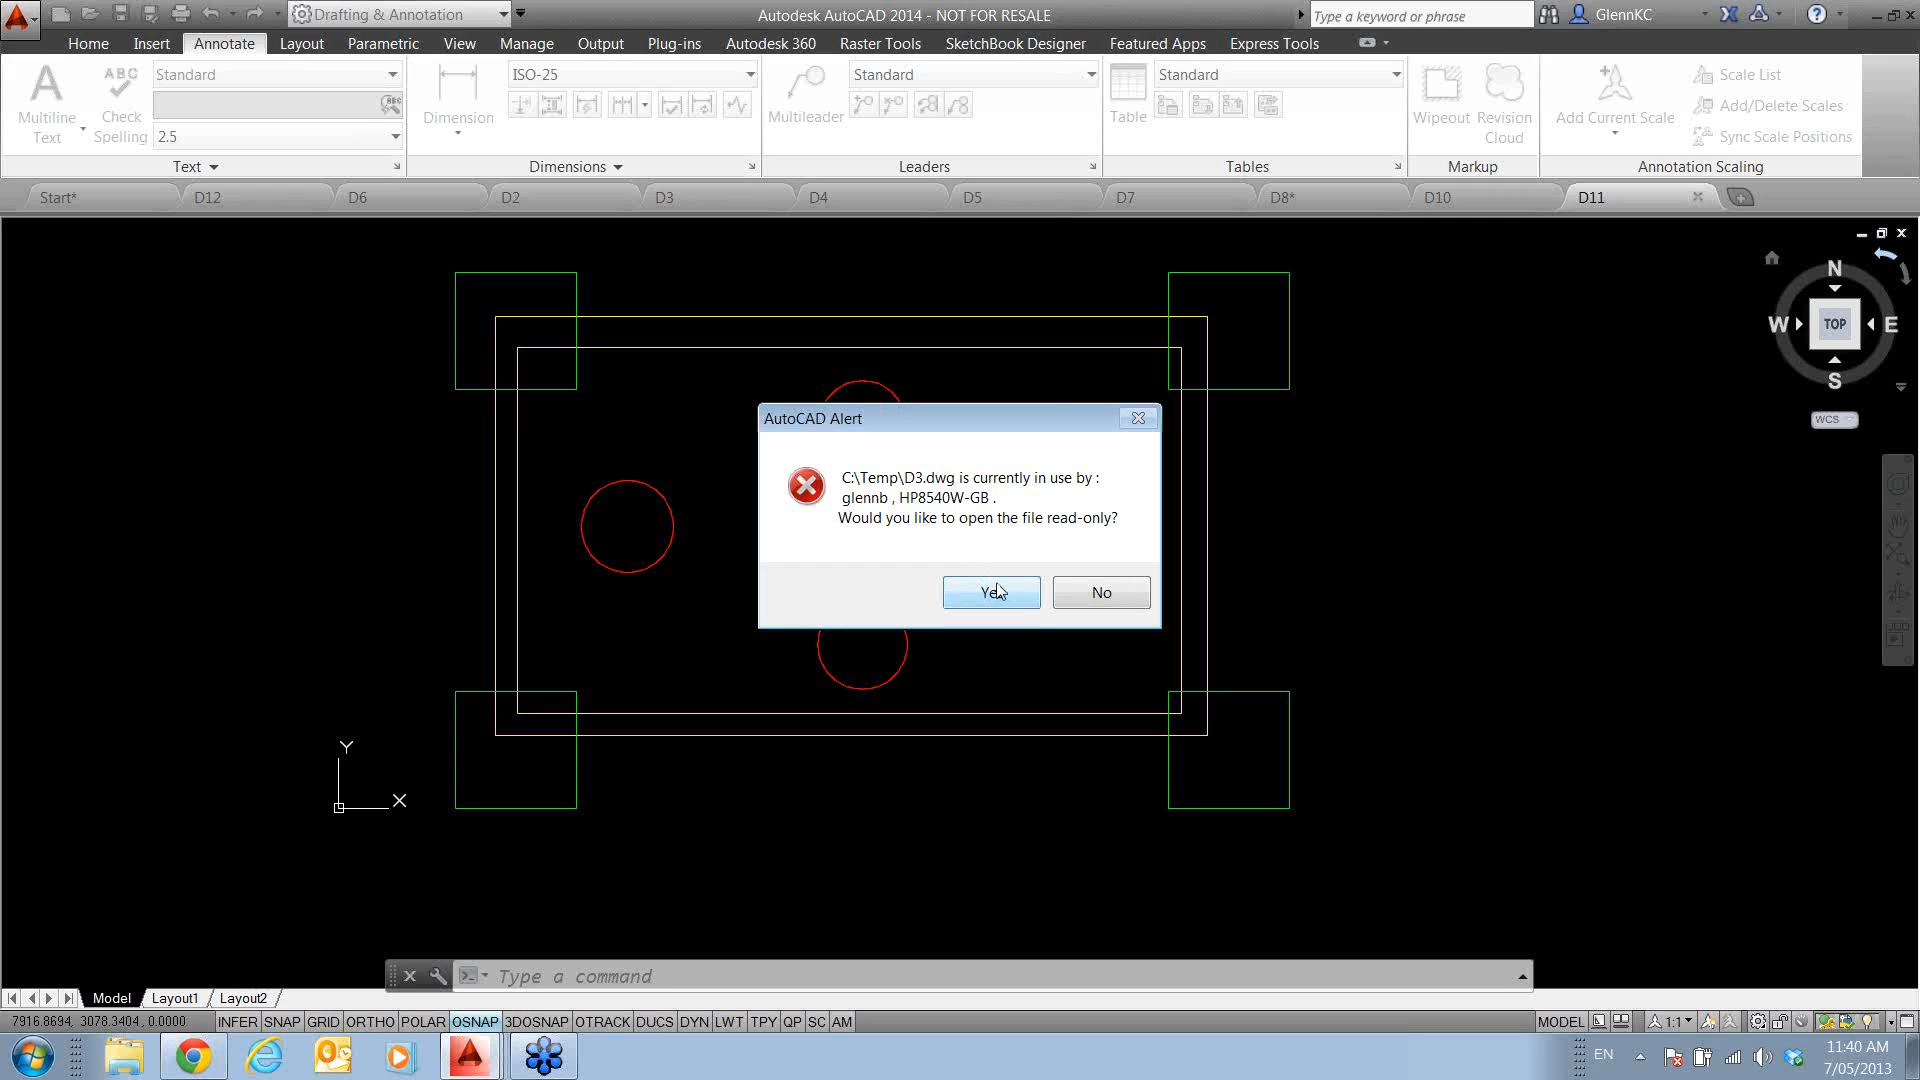 Drafting & Annotation
Autodesk AutoCAD 2014 - NOT FOR RESALE
Type a keyword or phrase
GlennKC
Home Insert Annotate Layout Parametric View Manage Output Plug-ins Autodesk 360 Raster Tools SketchBook Designer Featured Apps Express Tools
A ABC Standard ISO-25 Standard Standard Scale List
ABC
Multiline Text
Check Spelling
Dimension
Multileader
Table
Wipeout
Revision Cloud
Add Current Scale
Add/Delete Scales
2.5
Sync Scale Positions
Text Dimensions Leaders Tables Markup Annotation Scaling
Start* D12 D6 D2 D3 D4 D5 D7 D8* D10 D11
N
W TOP E
S
WCS
AutoCAD Alert
C:\Temp\D3.dwg is currently in use by :
glennb , HP8540W-GB .
Would you like to open the file read-only?
Yes No
Y
X
Type a command
Model Layout1 Layout2
7916.8694, 3078.3404, 0.0000 INFER SNAP GRID ORTHO POLAR OSNAP 3DOSNAP OTRACK DUCS DYN LWT TPY QP SC AM MODEL 1:1
EN
11:40 AM
7/05/2013